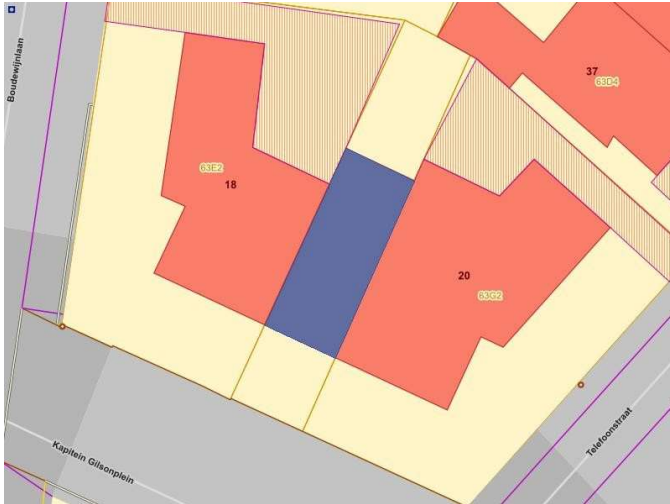 Boudewijnlaan
37
63D4
63E2
18
20
63G2
Telefoonstraat
Kapitein Gilsonplein